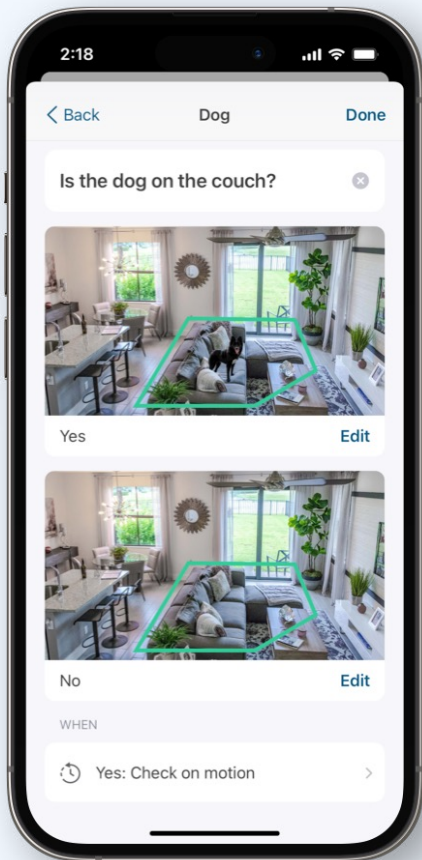 2:18
Back
Dog
Done
Is the dog on the couch?
Yes
Edit
No
Edit
WHEN
Yes: Check on motion